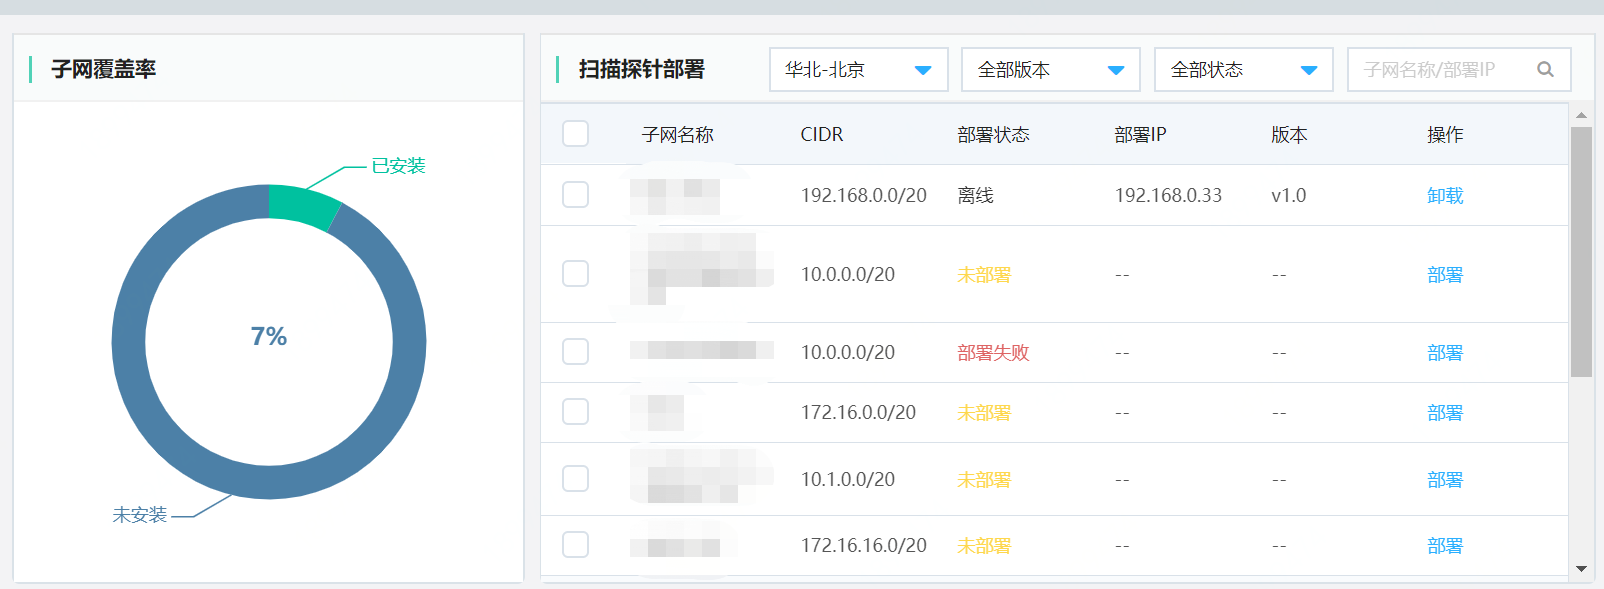 子网覆盖率
已安装
7%
未安装
扫描探针部署 华北-北京 全部版本 全部状态 子网名称/部署IP
子网名称 CIDR 部署状态 部署IP 版本 操作
192.168.0.0/20 离线 192.168.0.33 v1.0 卸载
10.0.0.0/20 未部署 -- -- 部署
10.0.0.0/20 部署失败 -- -- 部署
172.16.0.0/20 未部署 -- -- 部署
10.1.0.0/20 未部署 -- -- 部署
172.16.16.0/20 未部署 -- -- 部署